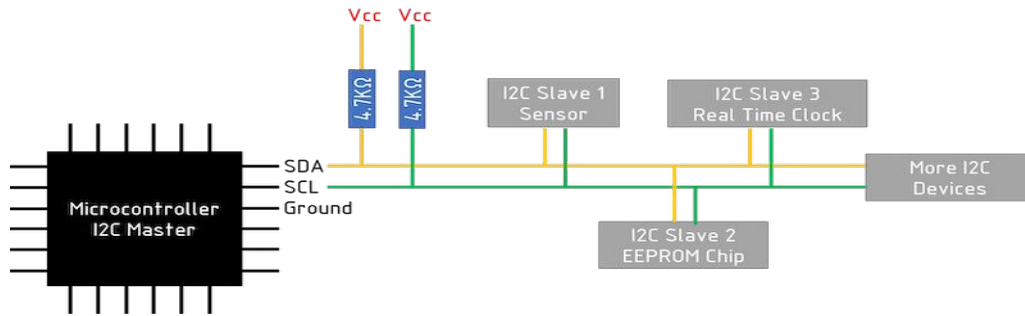 Vcc Vcc
4.7KΩ
4.7KΩ
I2C Slave 1
Sensor
I2C Slave 3
Real Time Clock
SDA
SCL
Ground
Microcontroller
I2C Master
More I2C
Devices
I2C Slave 2
EEPROM Chip